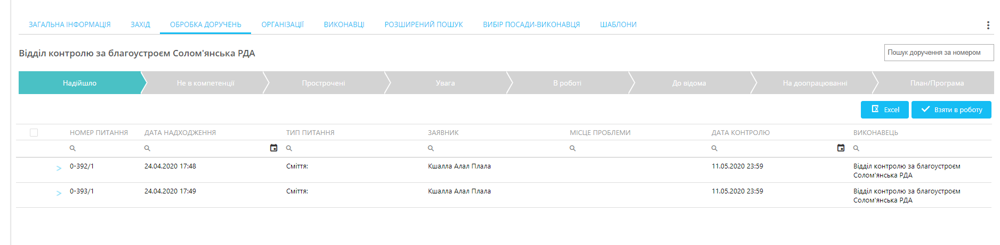 ЗАГАЛЬНА ІНФОРМАЦІЯ ЗАХІД ОБРОБКА ДОРУЧЕНЬ ОРГАНІЗАЦІЇ ВИКОНАВЦІ РОЗШИРЕНИЙ ПОШУК ВИБІР ПОСАДИ-ВИКОНАВЦЯ ШАБЛОНИ
Відділ контролю за благоустроєм Солом'янська РДА
Пошук доручення за номером
Надійшло Не в компетенції Прострочені Увага В роботі До відома На доопрацюванні План/Програма
Excel Взяти в роботу
НОМЕР ПИТАННЯ ДАТА НАДХОДЖЕННЯ ТИП ПИТАННЯ ЗАЯВНИК МІСЦЕ ПРОБЛЕМИ ДАТА КОНТРОЛЮ ВИКОНАВЕЦЬ
0-392/1 24.04.2020 17:48 Сміття: Кшалла Алал Плала 11.05.2020 23:59 Відділ контролю за благоустроєм
Солом'янська РДА
0-393/1 24.04.2020 17:49 Сміття: Кшалла Алал Плала 11.05.2020 23:59 Відділ контролю за благоустроєм
Солом'янська РДА